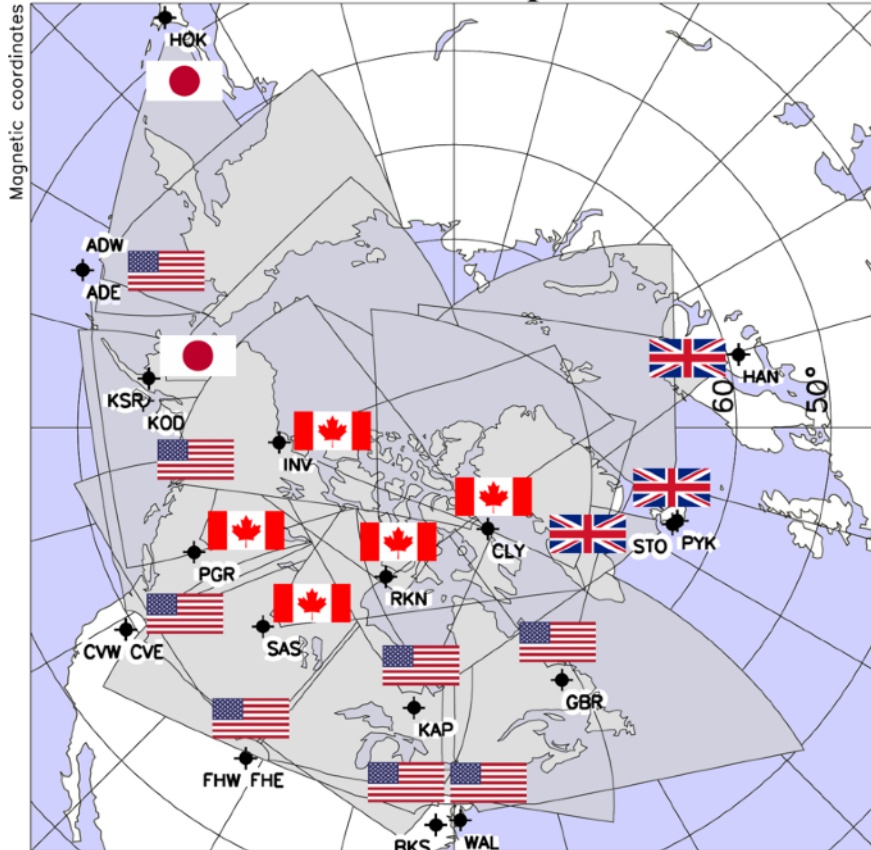 HOK
Magnetic coordinates
ADW
ADE
HAN
60
50°
KSR
KOD
INV
CLY
STO PYK
PGR
RKN
SAS
CVW CVE
GBR
KAP
FHW FHE
BKS WAL